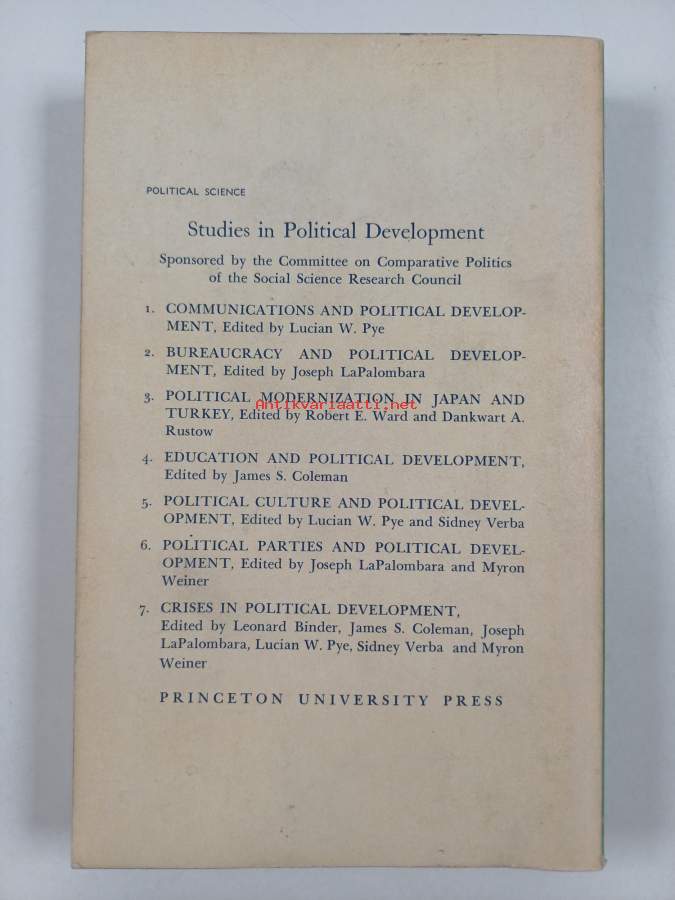 POLITICAL SCIENCE
Studies in Political Development
Sponsored by the Committee on Comparative Politics
of the Social Science Research Council
1. COMMUNICATIONS AND POLITICAL DEVELOP-
MENT, Edited by Lucian W. Pye
2. BUREAUCRACY AND POLITICAL DEVELOP-
MENT, Edited by Joseph LaPalombara
3. POLITICAL MODERNIZATION IN JAPAN AND
Antikvariaatti.net
TURKEY, Edited by Robert E. Ward and Dankwart A.
Rustow
4. EDUCATION AND POLITICAL DEVELOPMENT,
Edited by James S. Coleman
5. POLITICAL CULTURE AND POLITICAL DEVEL-
OPMENT, Edited by Lucian W. Pye and Sidney Verba
6. POLITICAL PARTIES AND POLITICAL DEVEL-
OPMENT, Edited by Joseph LaPalombara and Myron
Weiner
7. CRISES IN POLITICAL DEVELOPMENT,
Edited by Leonard Binder, James S. Coleman, Joseph
LaPalombara, Lucian W. Pye, Sidney Verba and Myron
Weiner
PRINCETON UNIVERSITY PRESS